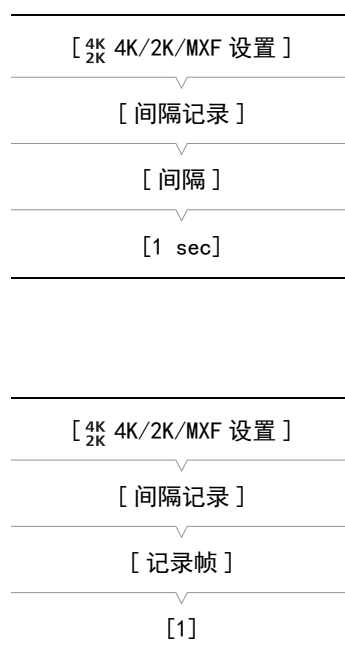 [ 4K 2K 4K/2K/MXF 设置 ]
[ 间隔记录 ]
[ 间隔 ]
[1 sec]
[ 4K 2K 4K/2K/MXF 设置 ]
[ 间隔记录 ]
[ 记录帧 ]
[1]